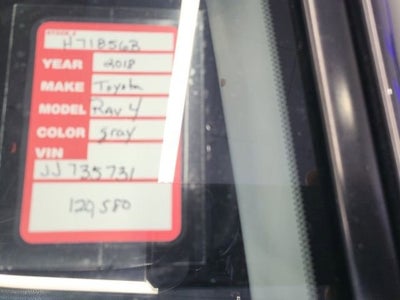 STOCK #
H718563
YEAR 2018
MAKE Toyota
MODEL Rav 4
COLOR gray
VIN
JJ735731
129,580